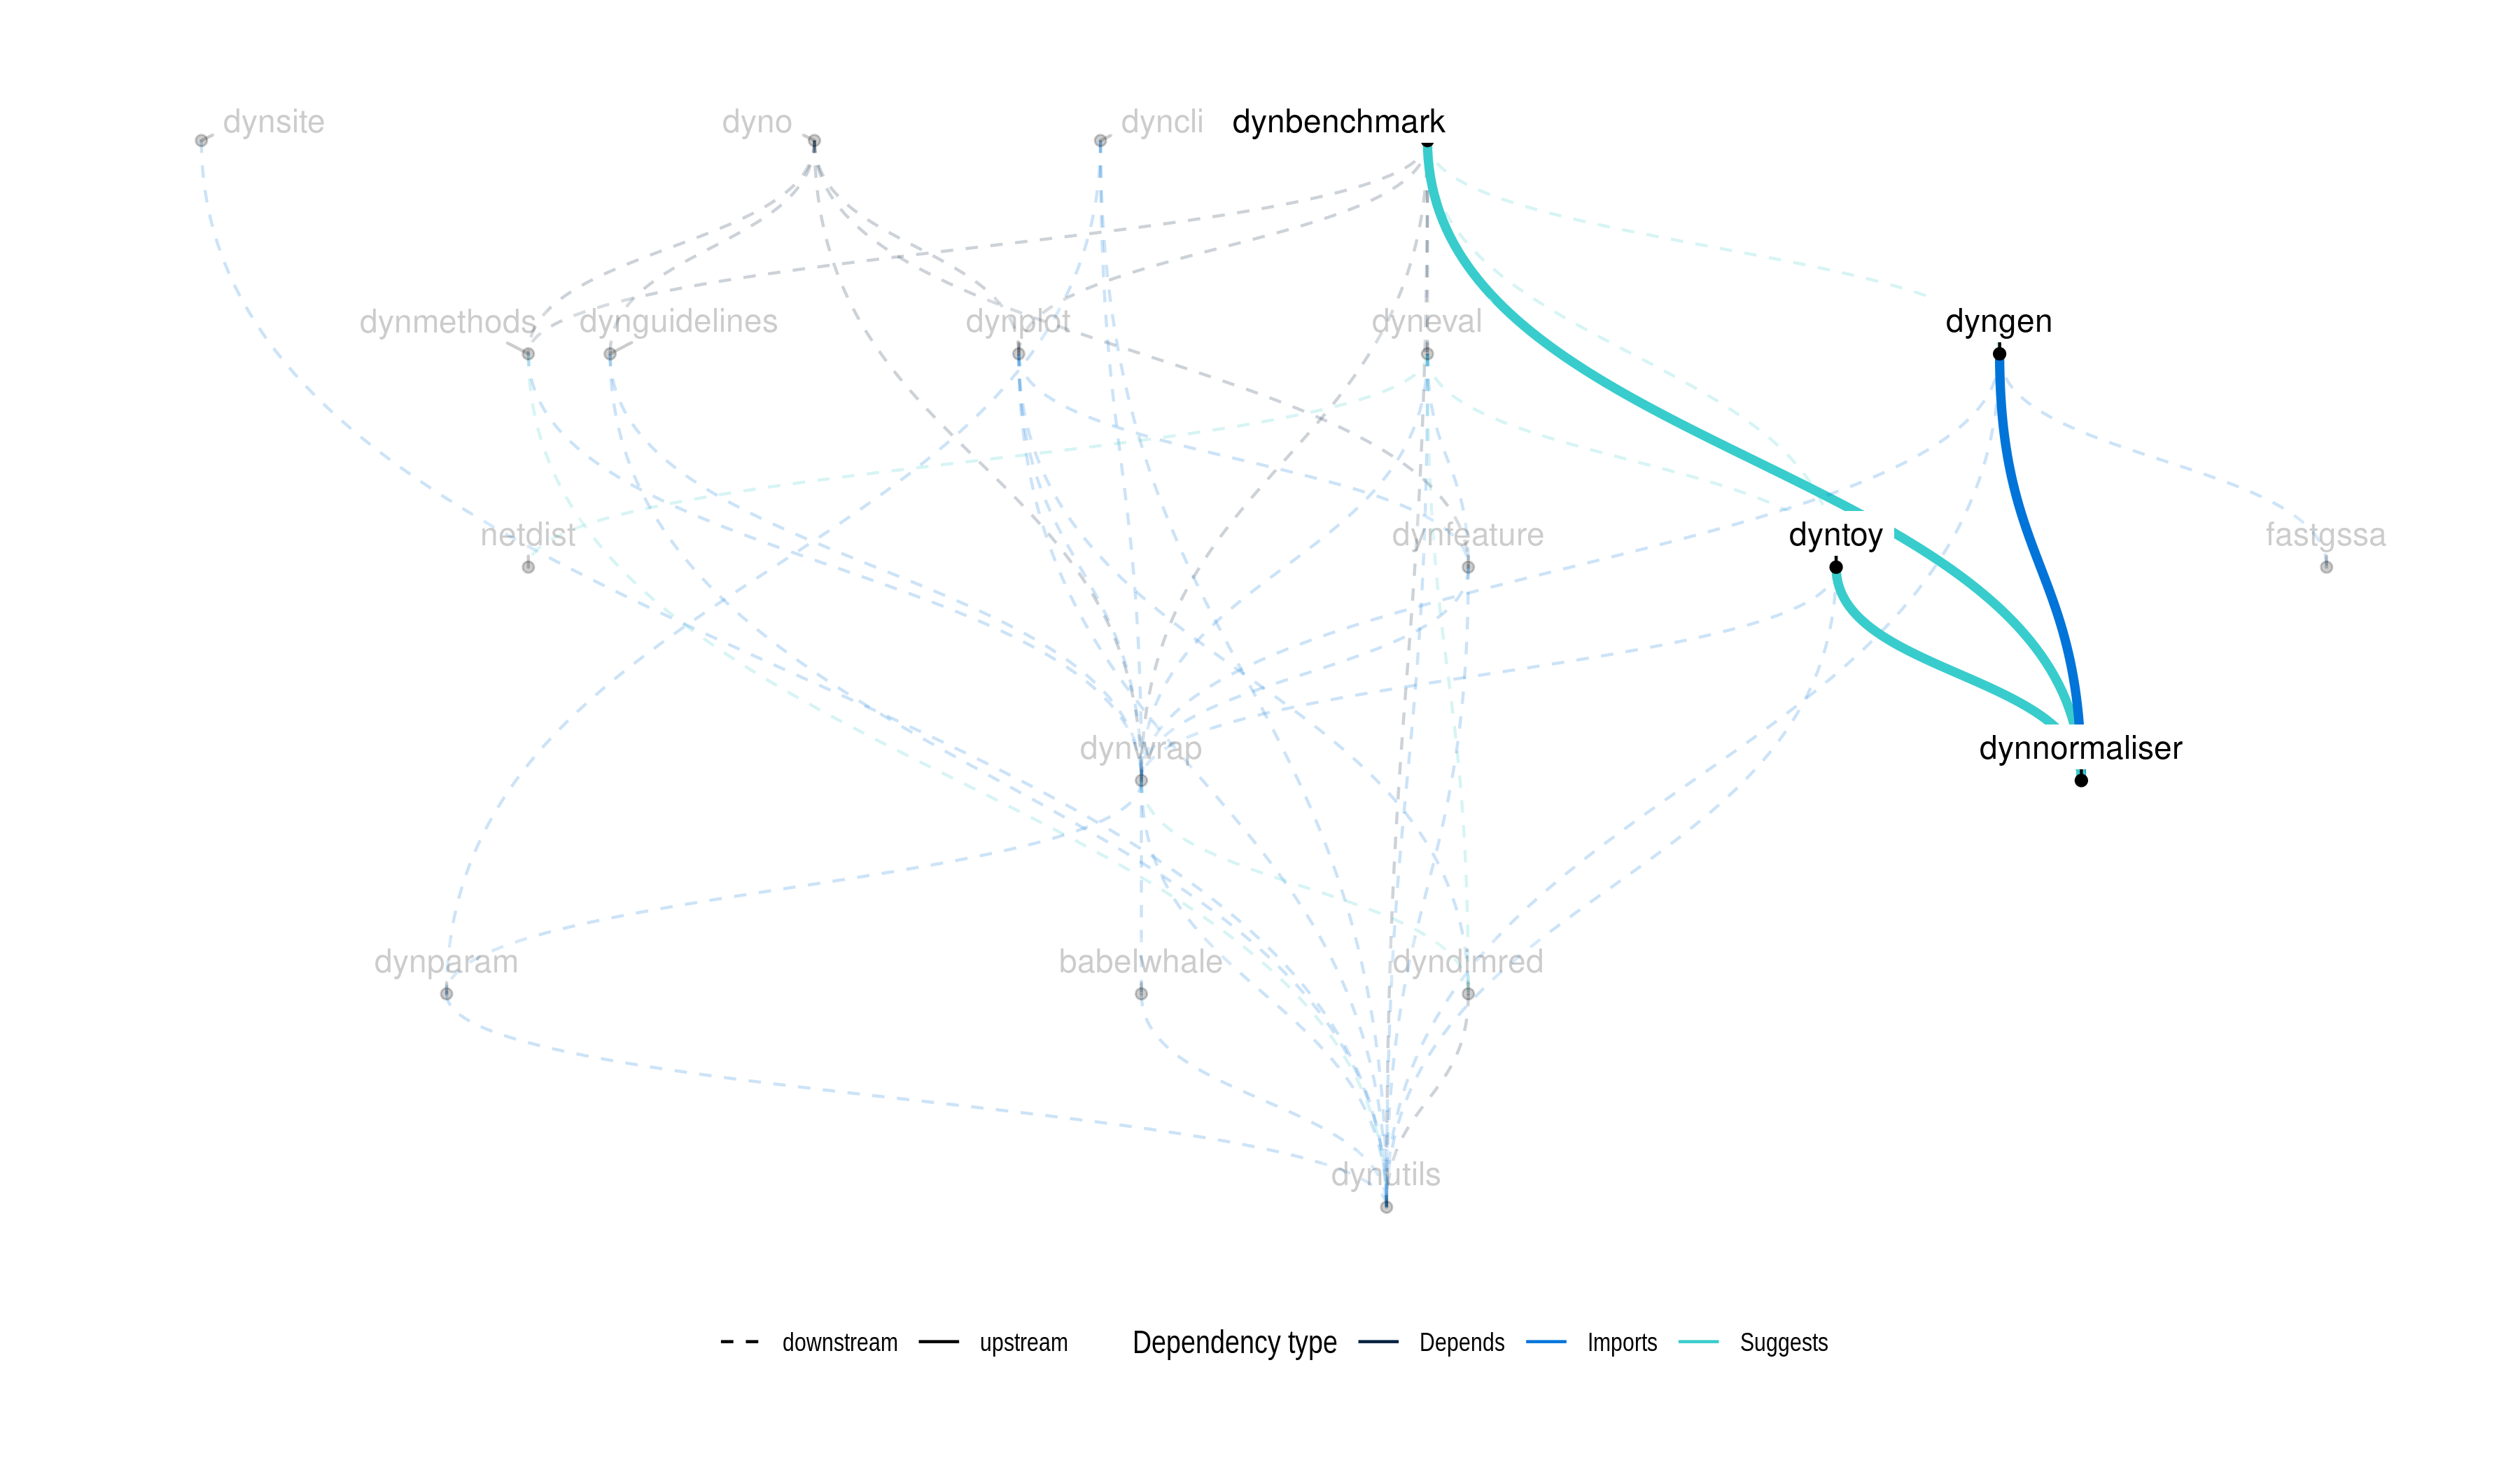 dynsite
dyno
dyncli
dynbenchmark
dynmethods
dynguidelines
dynplot
dyneval
dyngen
netdist
dynfeature
dyntoy
fastgssa
dynwrap
dynnormaliser
dynparam
babelwhale
dyndimred
dynutils
downstream upstream Dependency type Depends Imports Suggests